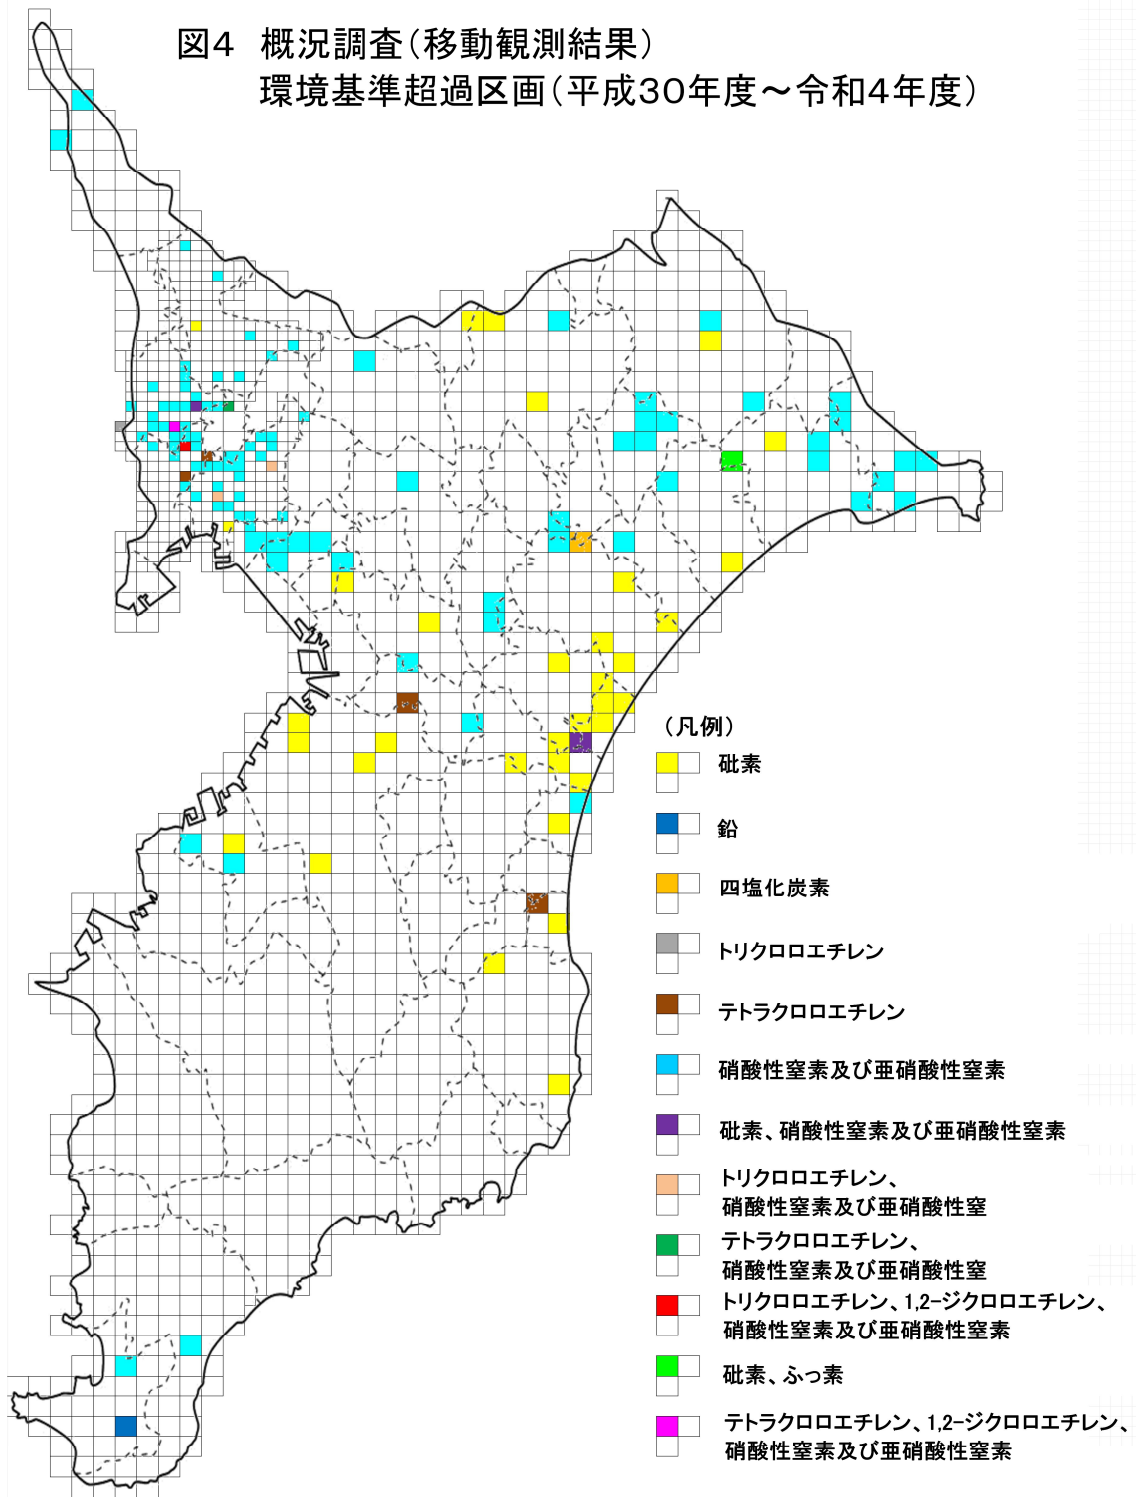 図4 概況調査(移動観測結果)
環境基準超過区画(平成30年度～令和4年度)
(凡例)
砒素
鉛
四塩化炭素
トリクロロエチレン
テトラクロロエチレン
硝酸性窒素及び亜硝酸性窒素
砒素、硝酸性窒素及び亜硝酸性窒素
トリクロロエチレン、
硝酸性窒素及び亜硝酸性窒
テトラクロロエチレン、
硝酸性窒素及び亜硝酸性窒
トリクロロエチレン、1,2-ジクロロエチレン、
硝酸性窒素及び亜硝酸性窒素
砒素、ふっ素
テトラクロロエチレン、1,2-ジクロロエチレン、
硝酸性窒素及び亜硝酸性窒素